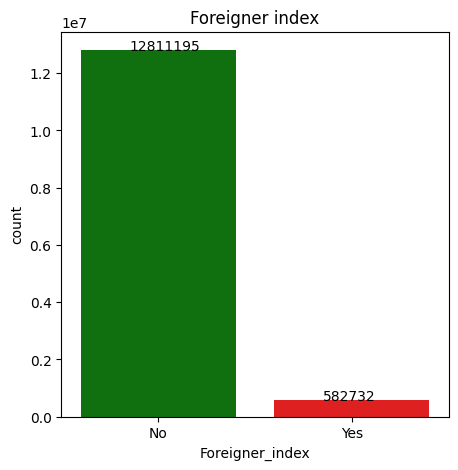 Foreigner index
1e7
12811195
582732
1.2
1.0
0.8
0.6
0.4
0.2
0.0
count
No Yes
Foreigner_index